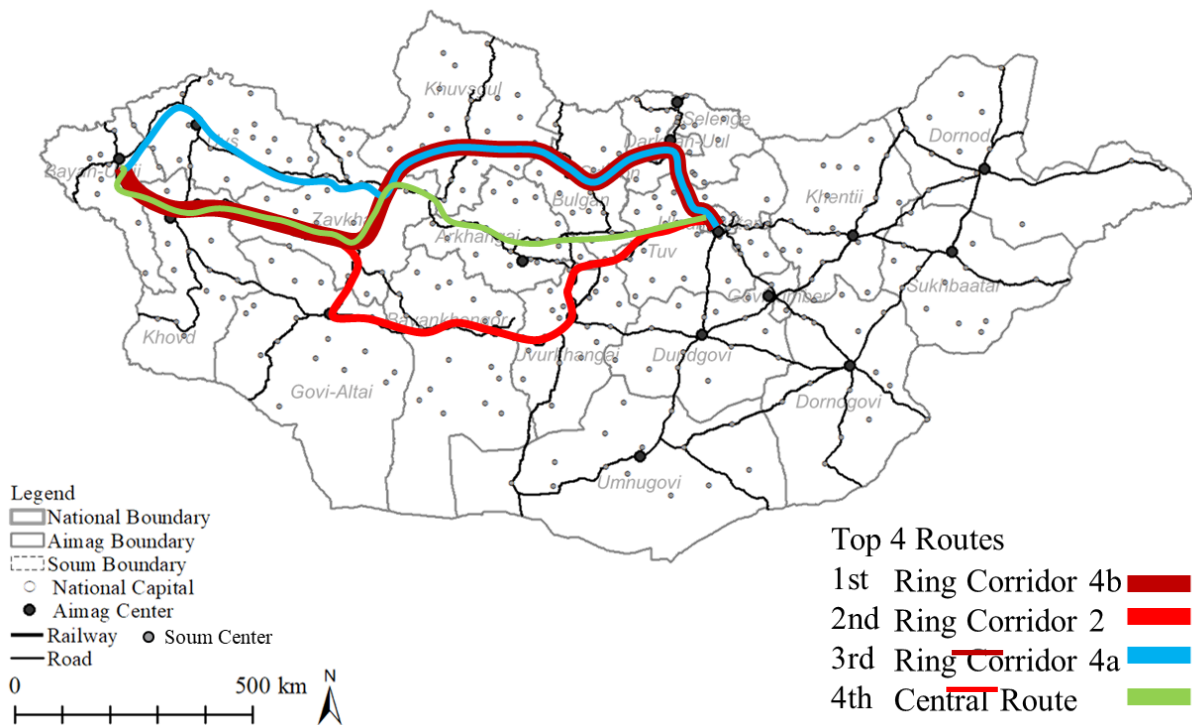 Khuvsgul
Selenge
Darkhan-Uul
Dornod
Bayan-Ulgii
Zavkhan
Bulgan
Khentii
Arkhangai
Tuv
Sukhbaatar
Govisumber
Bayankhongor
Khovd
Uvurkhangai
Dundgovi
Govi-Altai
Dornogovi
Umnugovi
Legend
National Boundary
Aimag Boundary
Soum Boundary
National Capital
Aimag Center
Railway Soum Center
Road
0 500 km
N
Top 4 Routes
1st Ring Corridor 4b
2nd Ring Corridor 2
3rd Ring Corridor 4a
4th Central Route